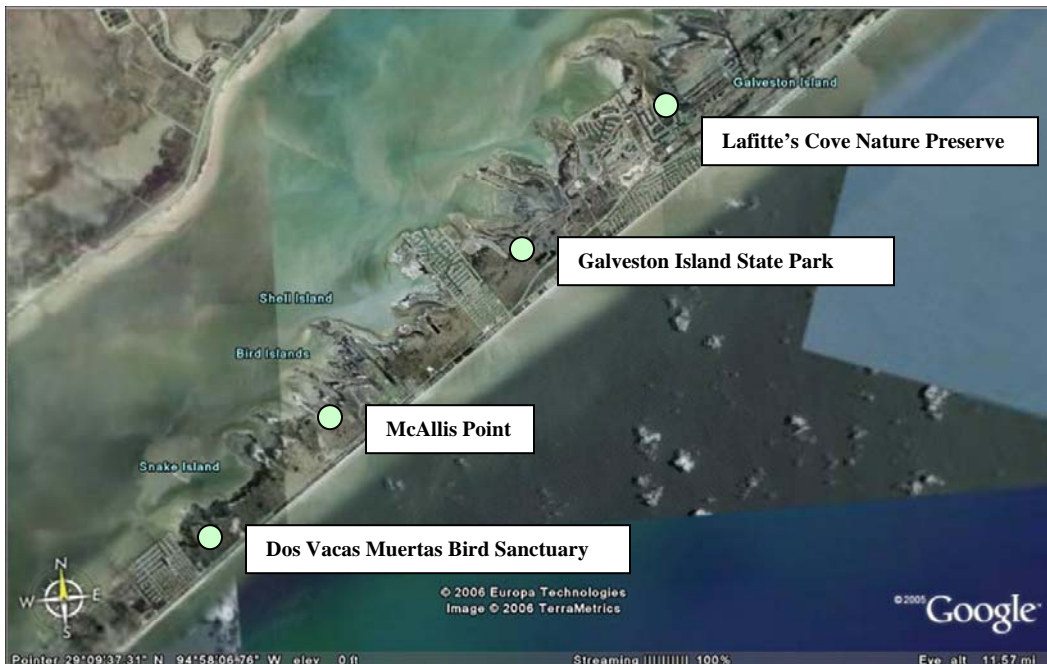 Galveston Island
Lafitte's Cove Nature Preserve
Galveston Island State Park
Shell Island
Bird Islands
McAllis Point
Snake Island
Dos Vacas Muertas Bird Sanctuary
N
W E
S
© 2006 Europa Technologies
Image © 2006 TerraMetrics
©2005 Google
Pointer 29°09'37.31" N 94°58'06.76" W elev 0 ft Streaming |||||||||| 100% Eye alt 11.57 mi